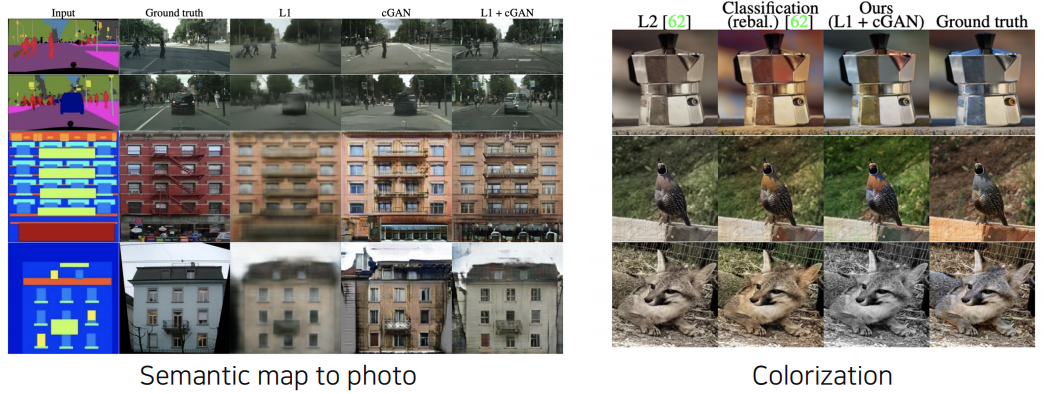 Input Ground truth L1 cGAN L1 + cGAN
Semantic map to photo
L2 [62] Classification (rebal.) [62] Ours (L1 + cGAN) Ground truth
Colorization